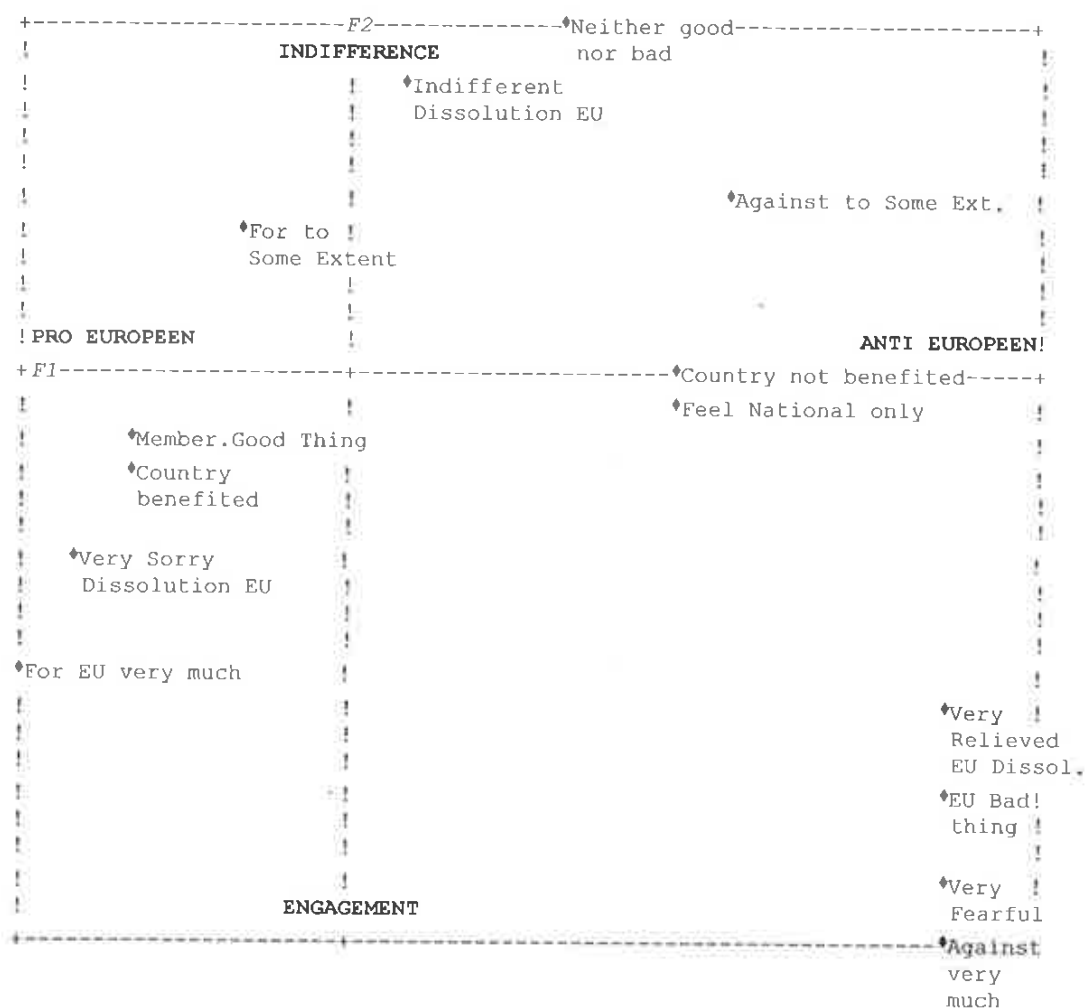 F2
Neither good
nor bad
INDIFFERENCE
Indifferent
Dissolution EU
Against to Some Ext.
For to
Some Extent
PRO EUROPEEN
ANTI EUROPEEN
F1
Country not benefited
Feel National only
Member.Good Thing
Country
benefited
Very Sorry
Dissolution EU
For EU very much
Very
Relieved
EU Dissol.
EU Bad
thing
Very
Fearful
ENGAGEMENT
Against
very
much